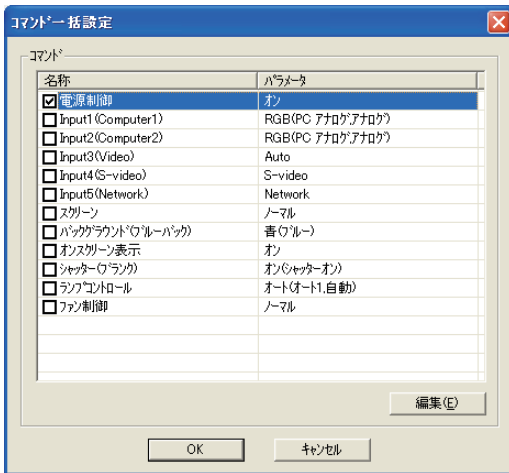 コマンド一括設定
コマンド
名称 パラメータ
電源制御 オン
Input1(Computer1) RGB(PC アナログ,アナログ)
Input2(Computer2) RGB(PC アナログ,アナログ)
Input3(Video) Auto
Input4(S-video) S-video
Input5(Network) Network
スクリーン ノーマル
バックグラウンド(ブルーバック) 青(ブルー)
オンスクリーン表示 オン
シャッター(ブランク) オン(シャッターオン)
ランプコントロール オート(オート1,自動)
ファン制御 ノーマル
編集(E)
OK キャンセル